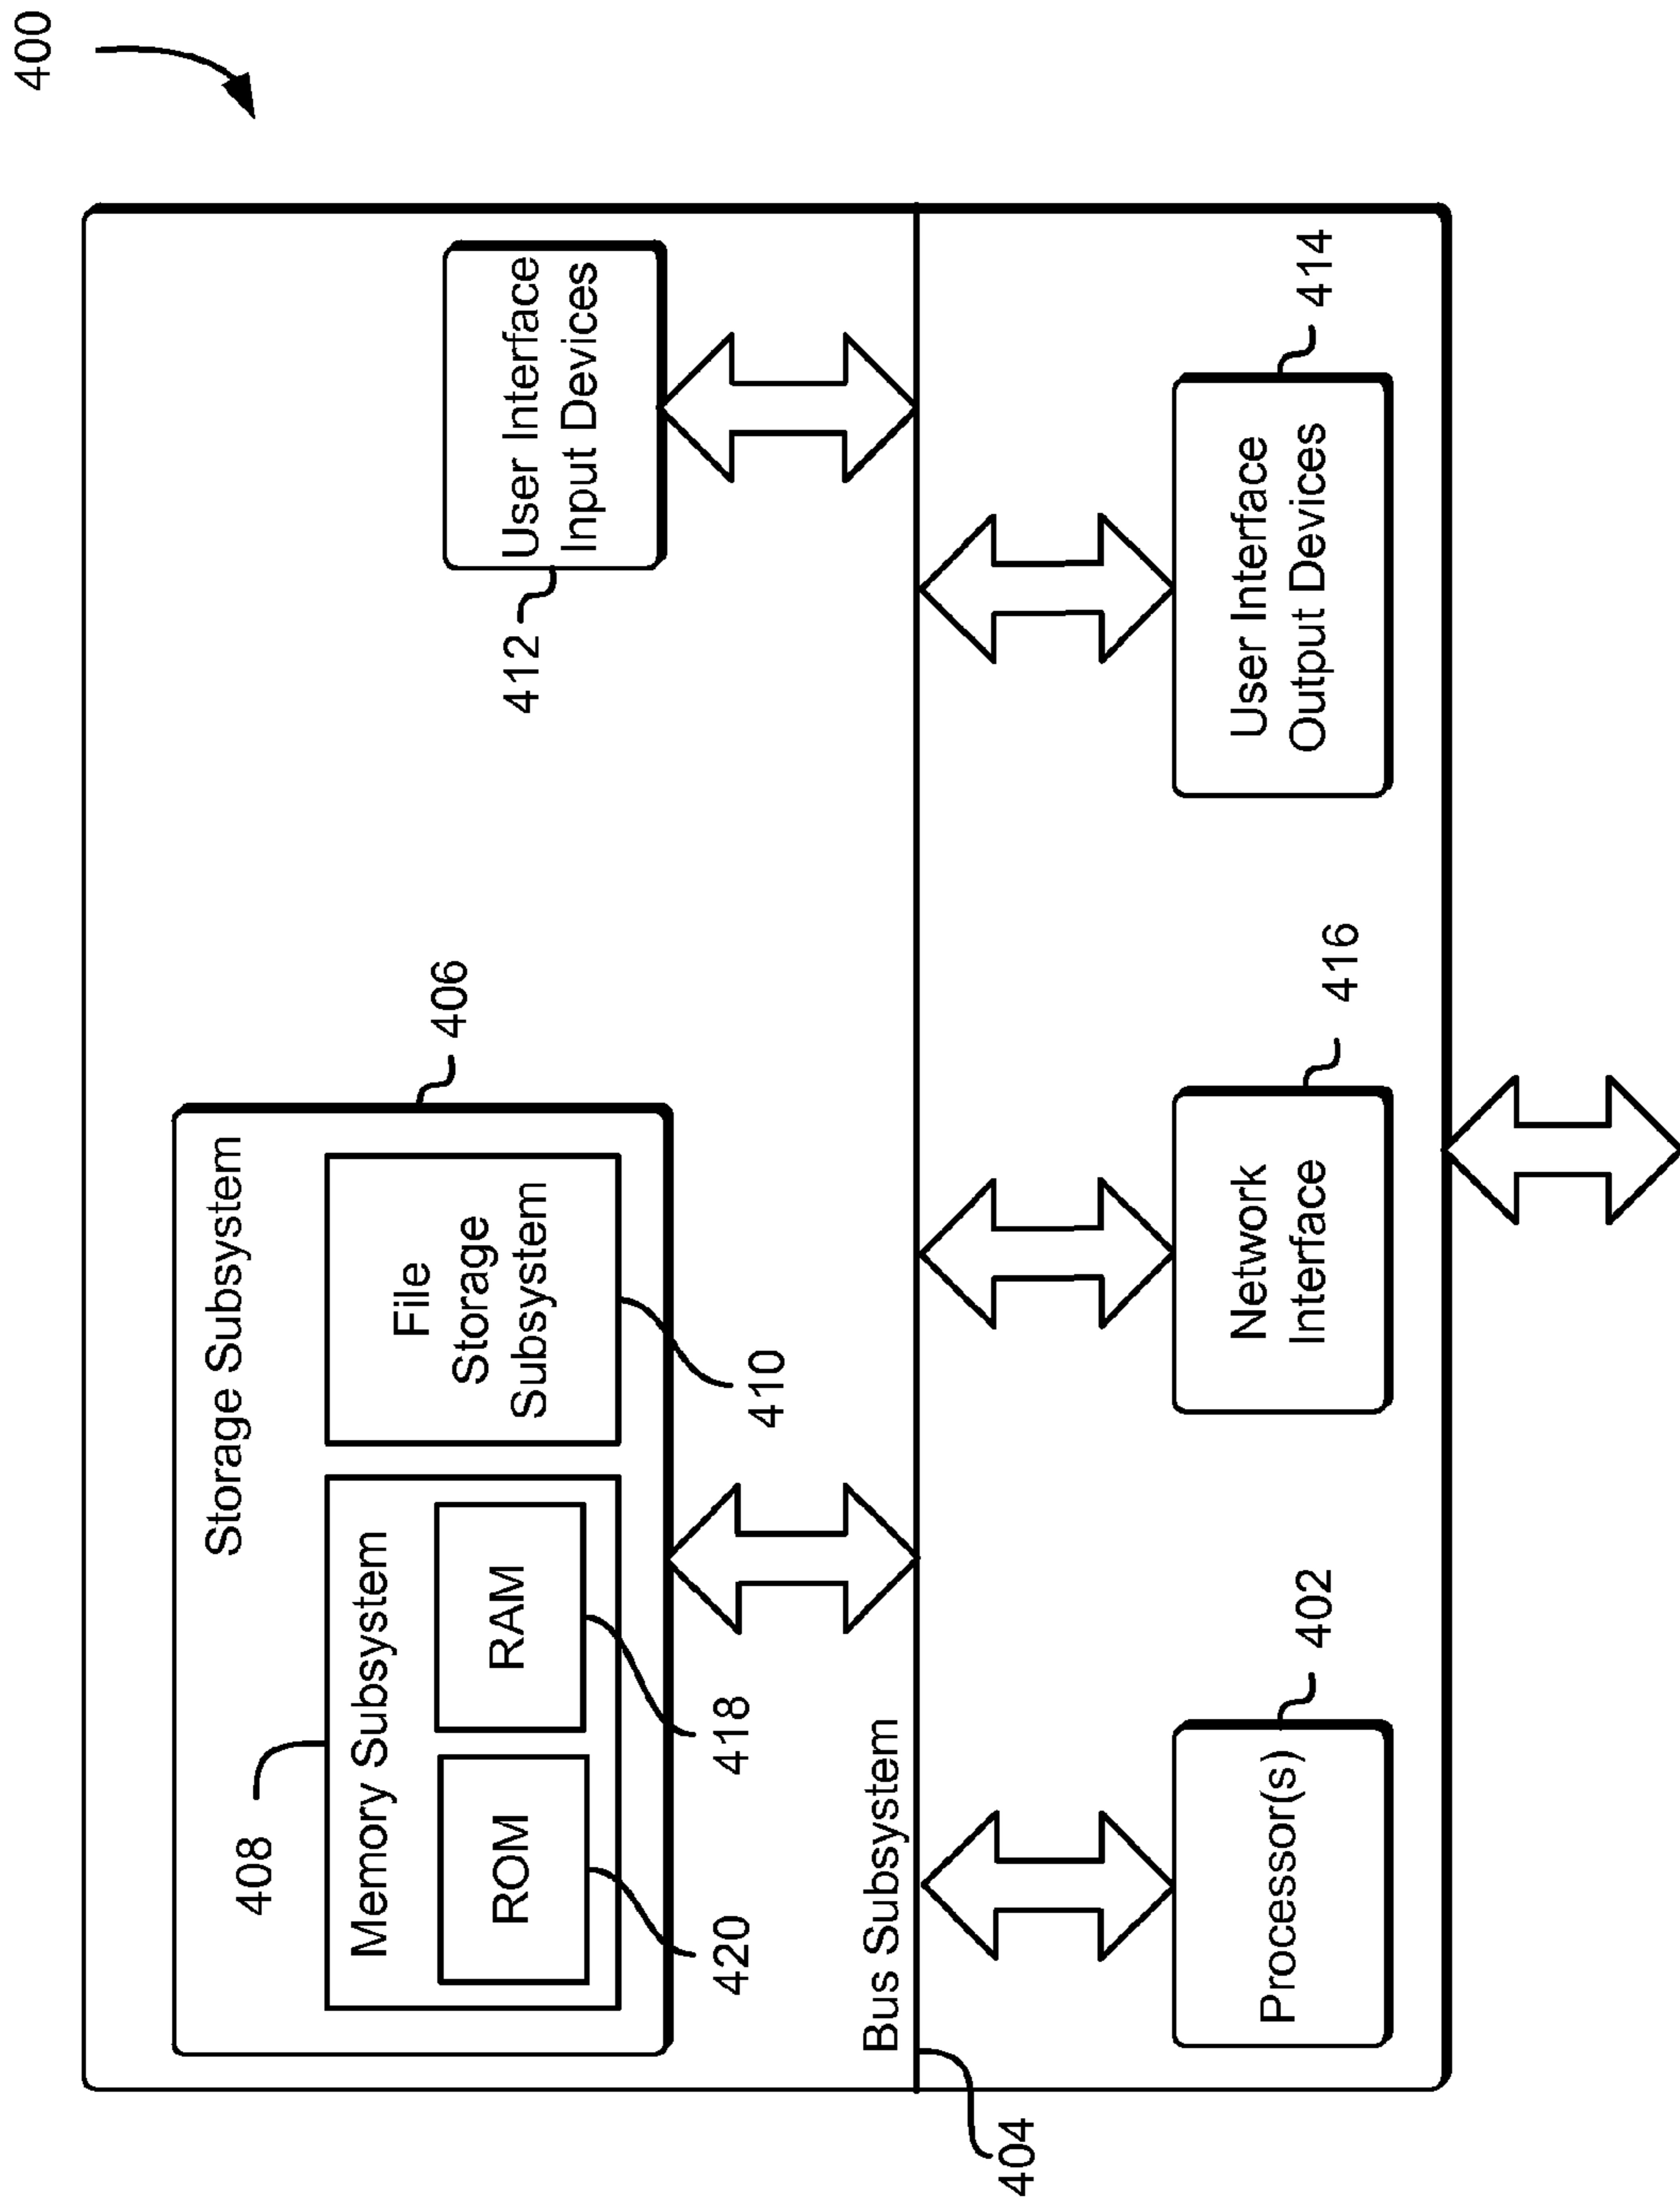 400
Storage Subsystem
406
408
Memory Subsystem
File
Storage
Subsystem
ROM
RAM
420
418
410
User Interface
Input Devices
412
Bus Subsystem
404
Processor(s)
402
Network
Interface
416
User Interface
Output Devices
414